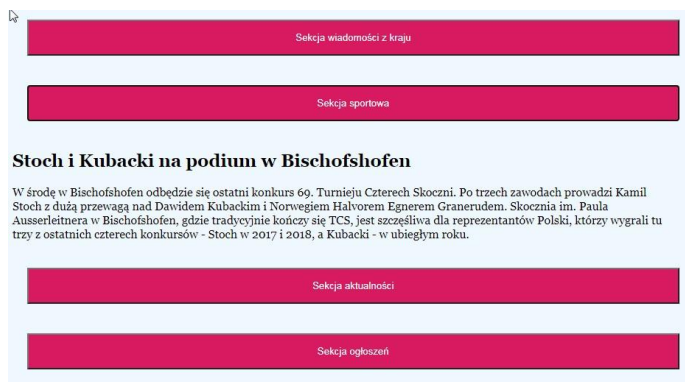 Sekcja wiadomości z kraju
Sekcja sportowa
Stoch i Kubacki na podium w Bischofshofen
W środę w Bischofshofen odbędzie się ostatni konkurs 69. Turnieju Czterech Skoczni. Po trzech zawodach prowadzi Kamil
Stoch z dużą przewagą nad Dawidem Kubackim i Norwegiem Halvorem Egnerem Granerudem. Skocznia im. Paula
Ausserleitnera w Bischofshofen, gdzie tradycyjnie kończy się TCS, jest szczęśliwa dla reprezentantów Polski, którzy wygrali tu
trzy z ostatnich czterech konkursów - Stoch w 2017 i 2018, a Kubacki - w ubiegłym roku.
Sekcja aktualności
Sekcja ogłoszeń